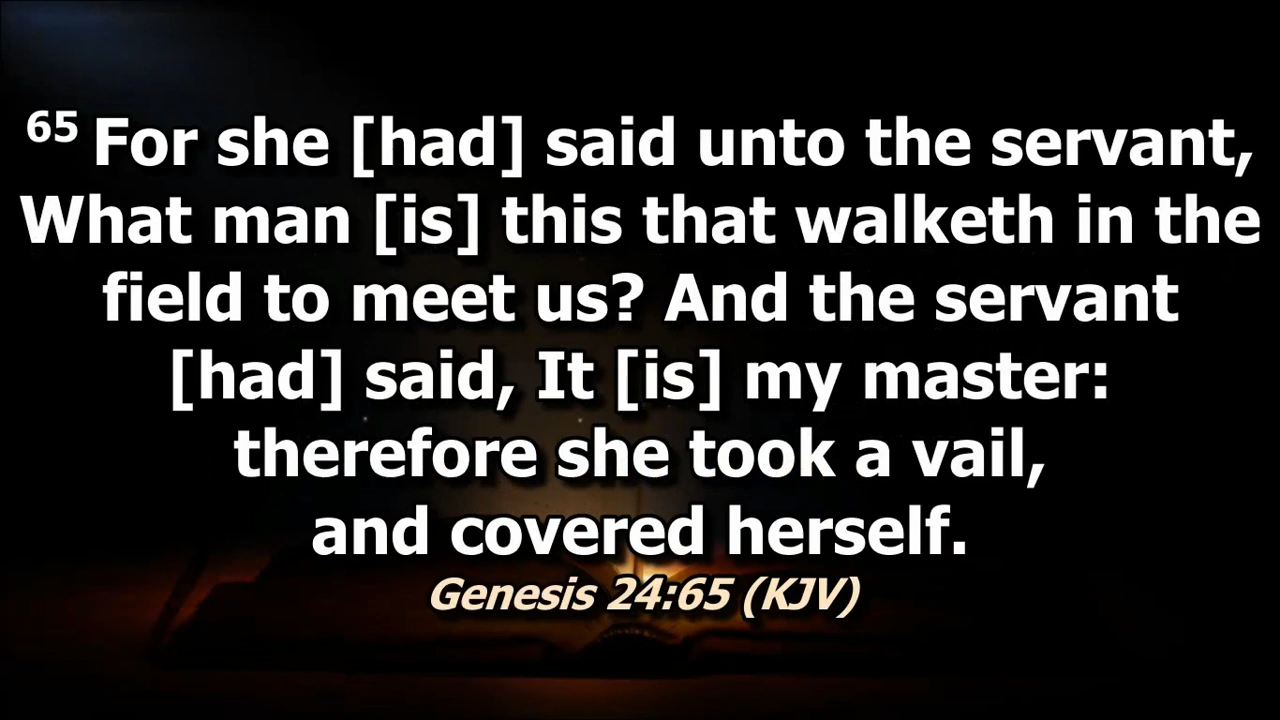 65 For she [had] said unto the servant,
What man [is] this that walketh in the
field to meet us? And the servant
[had] said, It [is] my master:
therefore she took a vail,
and covered herself.
Genesis 24:65 (KJV)